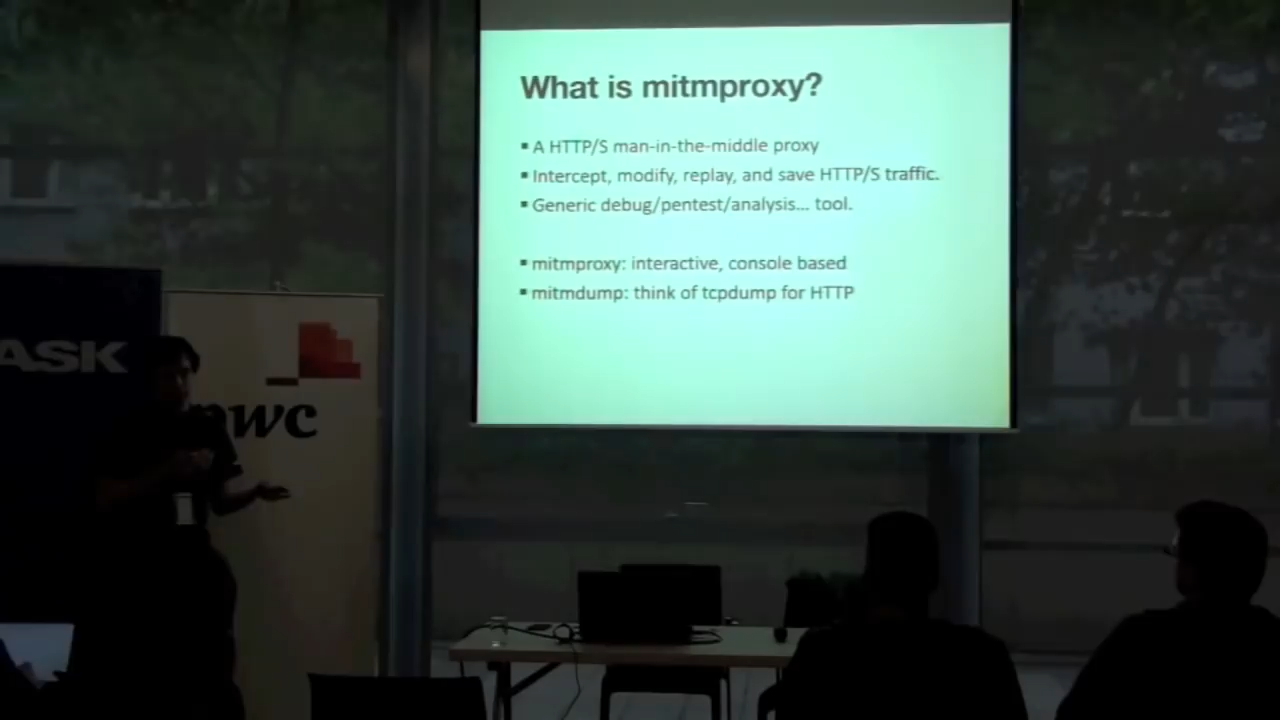 What is mitmproxy?
▪ A HTTP/S man-in-the-middle proxy
▪ Intercept, modify, replay, and save HTTP/S traffic.
▪ Generic debug/pentest/analysis... tool.
▪ mitmproxy: interactive, console based
▪ mitmdump: think of tcpdump for HTTP
ASK
pwc